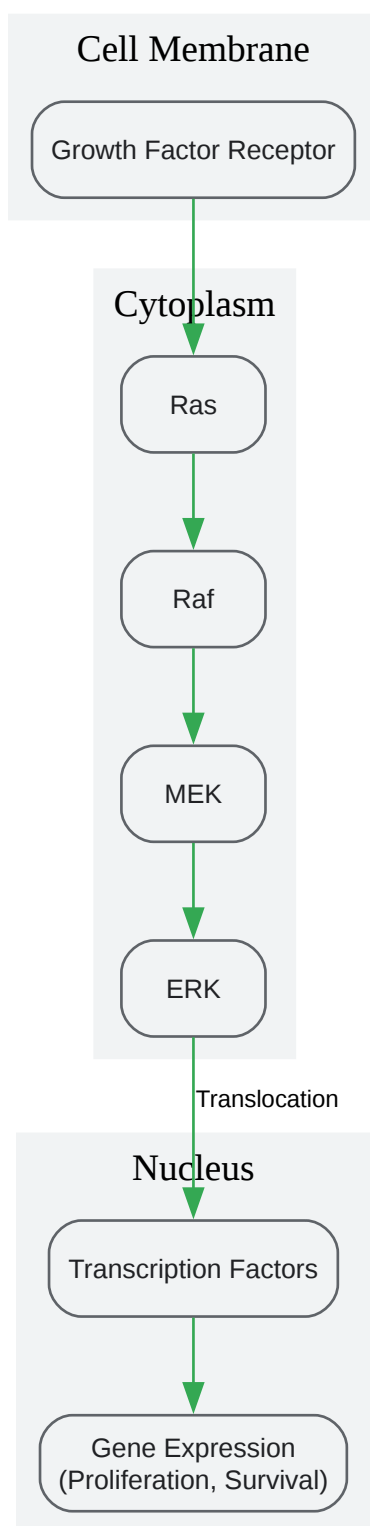 Cell Membrane
Growth Factor Receptor
Cytoplasm
Ras
Raf
MEK
ERK
Translocation
Nucleus
Transcription Factors
Gene Expression
(Proliferation, Survival)